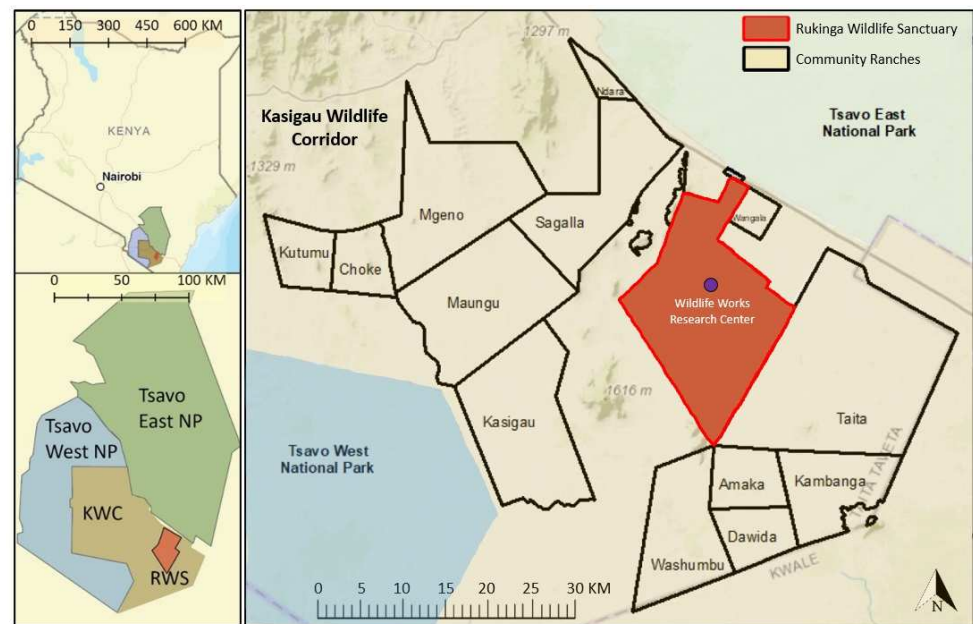 0 150 300 450 600 KM
KENYA
Nairobi
0 50 100 KM
Tsavo
East NP
Tsavo
West NP
KWC
RWS
Rukinga Wildlife Sanctuary
Community Ranches
1297 m
Kasigau Wildlife
Corridor
1329 m
Ndara
Tsavo East
National Park
Mgeno
Sagalla
Wangala
Kutumu
Choke
Maungu
Wildlife Works
Research Center
1616 m
Kasigau
Taita
Tsavo West
National Park
TAITA TAVETA
Amaka
Kambanga
Dawida
Washumbu
KWALE
0 5 10 15 20 25 30 KM
N